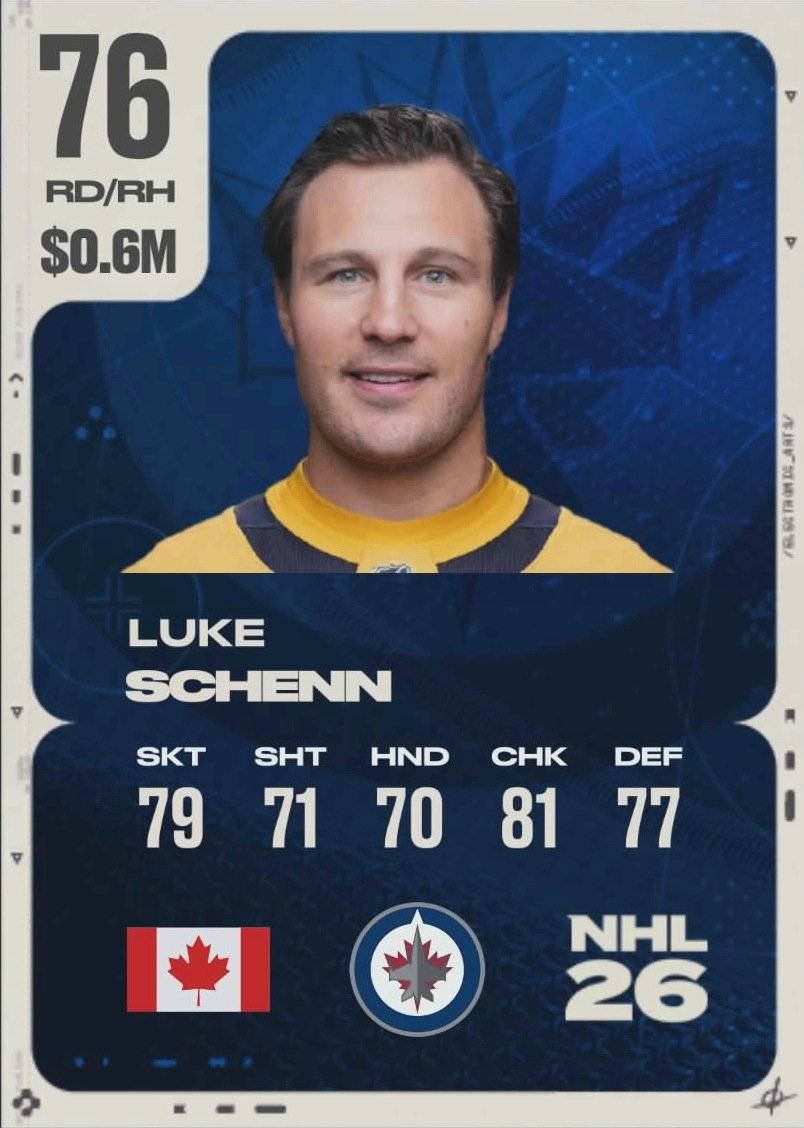 76
RD/RH
$0.6M
LUKE
SCHENN
SKT SHT HND CHK DEF
79 71 70 81 77
NHL
26